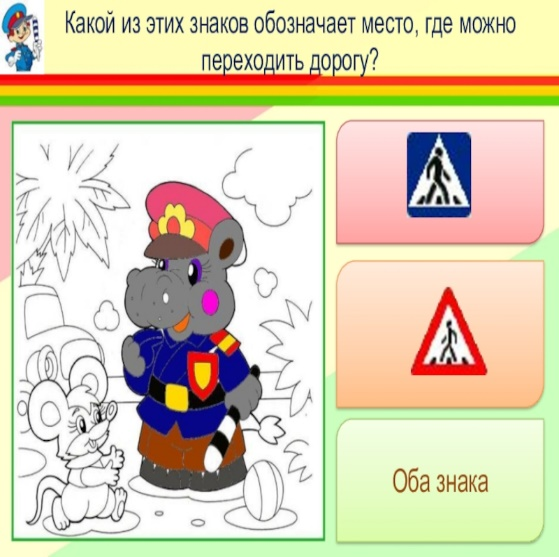 Какой из этих знаков обозначает место, где можно
переходить дорогу?
Оба знака